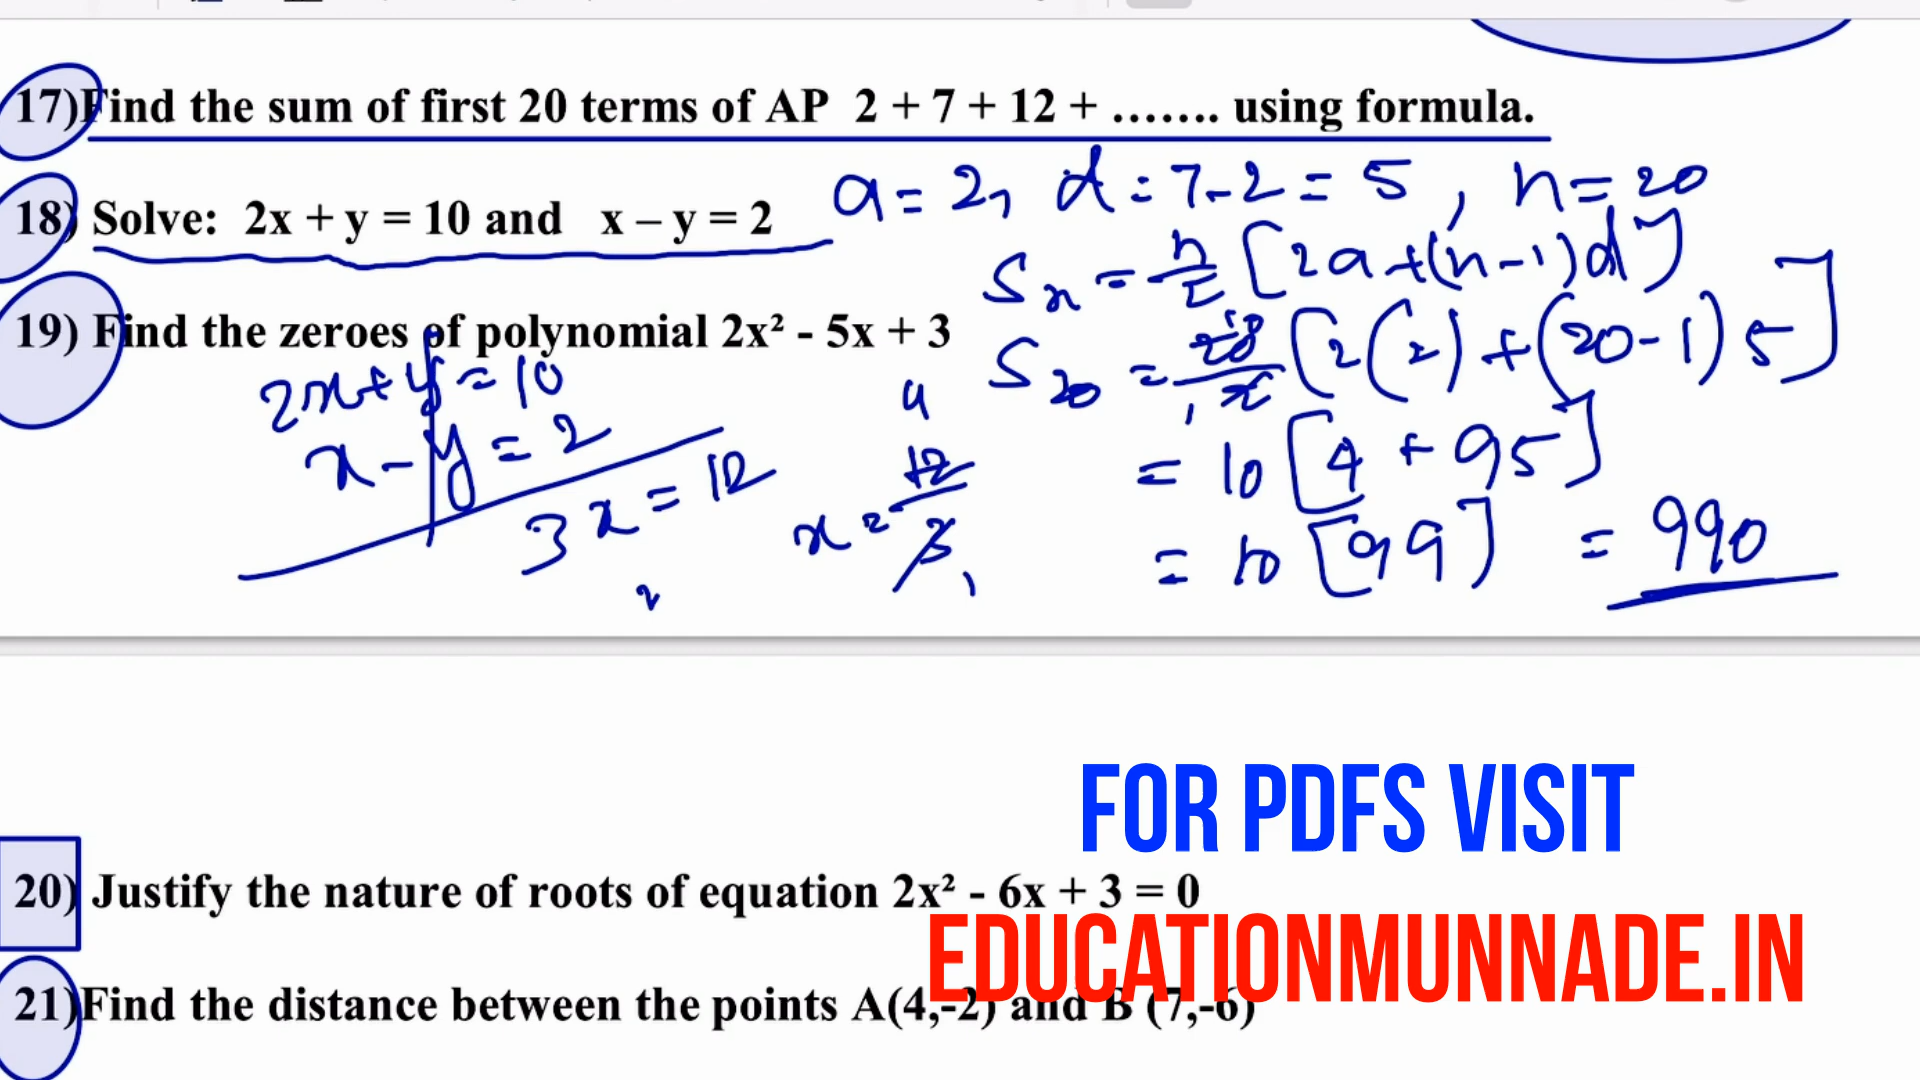 17)Find the sum of first 20 terms of AP 2 + 7 + 12 + ....... using formula.
a = 2, d = 7-2 = 5, n = 20
18) Solve: 2x + y = 10 and x – y = 2
Sn = n/2 [2a+(n-1)d]
19) Find the zeroes of polynomial 2x² - 5x + 3
S20 = 20/2 [2(2)+(20-1)5]
2x+y = 10
x-y = 2
3x = 12
x = 12/3
4
1
= 10 [4 + 95]
= 10 [99] = 990
FOR PDFS VISIT
20) Justify the nature of roots of equation 2x² - 6x + 3 = 0
EDUCATIONMUNNADE.IN
21)Find the distance between the points A(4,-2) and B (7,-6)